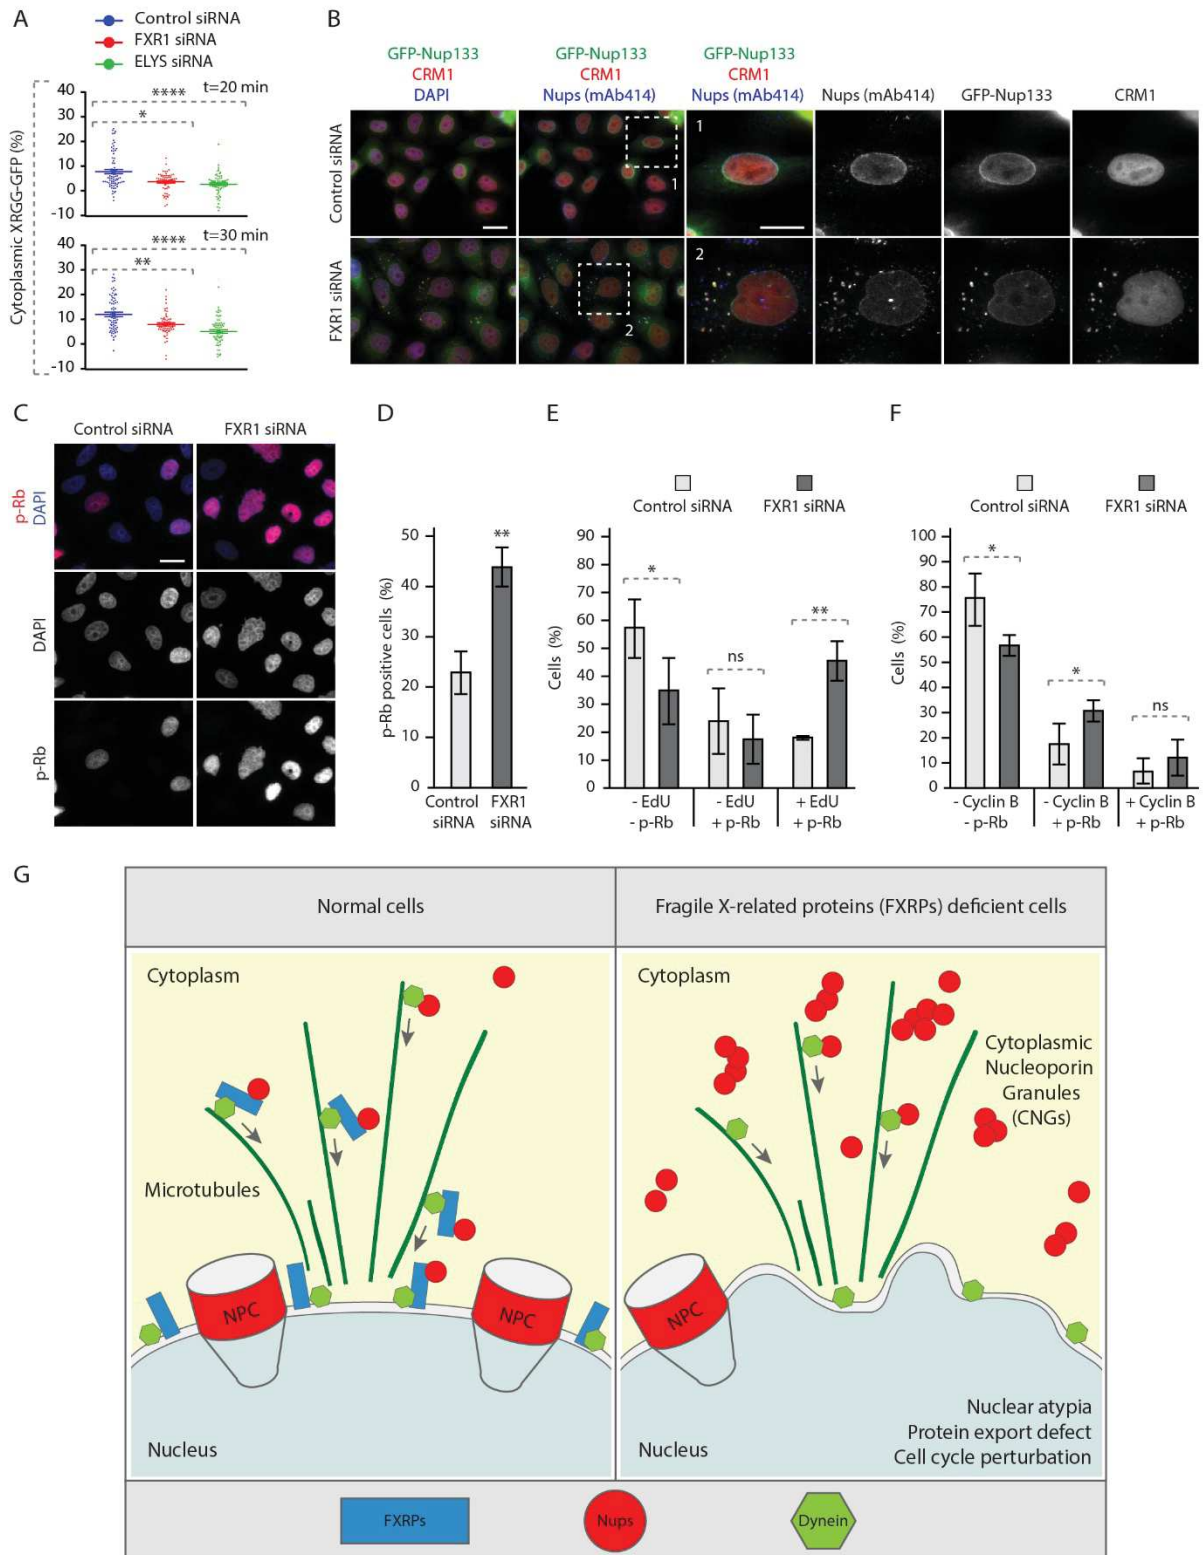 A
Control siRNA
FXR1 siRNA
ELYS siRNA
Cytoplasmic XRGG-GFP (%)
t=20 min
****
*
40
30
20
10
0
-10
t=30 min
****
**
40
30
20
10
0
-10
B
GFP-Nup133
CRM1
DAPI
GFP-Nup133
CRM1
Nups (mAb414)
GFP-Nup133
CRM1
Nups (mAb414)
Nups (mAb414)
GFP-Nup133
CRM1
Control siRNA
1
1
FXR1 siRNA
2
2
C
Control siRNA
FXR1 siRNA
p-Rb
DAPI
DAPI
p-Rb
D
p-Rb positive cells (%)
50
40
30
20
10
0
**
Control
siRNA
FXR1
siRNA
E
Control siRNA
FXR1 siRNA
Cells (%)
90
80
70
60
50
40
30
20
10
0
*
ns
**
- EdU
- p-Rb
- EdU
+ p-Rb
+ EdU
+ p-Rb
F
Control siRNA
FXR1 siRNA
Cells (%)
100
90
80
70
60
50
40
30
20
10
0
*
*
ns
- Cyclin B
- p-Rb
- Cyclin B
+ p-Rb
+ Cyclin B
+ p-Rb
G
Normal cells
Fragile X-related proteins (FXRPs) deficient cells
Cytoplasm
Microtubules
NPC
NPC
Nucleus
Cytoplasm
Cytoplasmic
Nucleoporin
Granules
(CNGs)
NPC
Nucleus
Nuclear atypia
Protein export defect
Cell cycle perturbation
FXRPs
Nups
Dynein